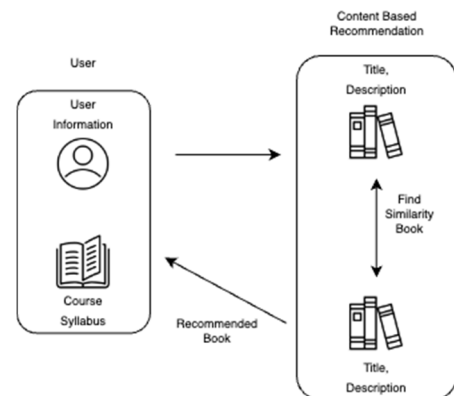 User
User
Information
Course
Syllabus
Content Based
Recommendation
Title,
Description
Find
Similarity
Book
Title,
Description
Recommended
Book